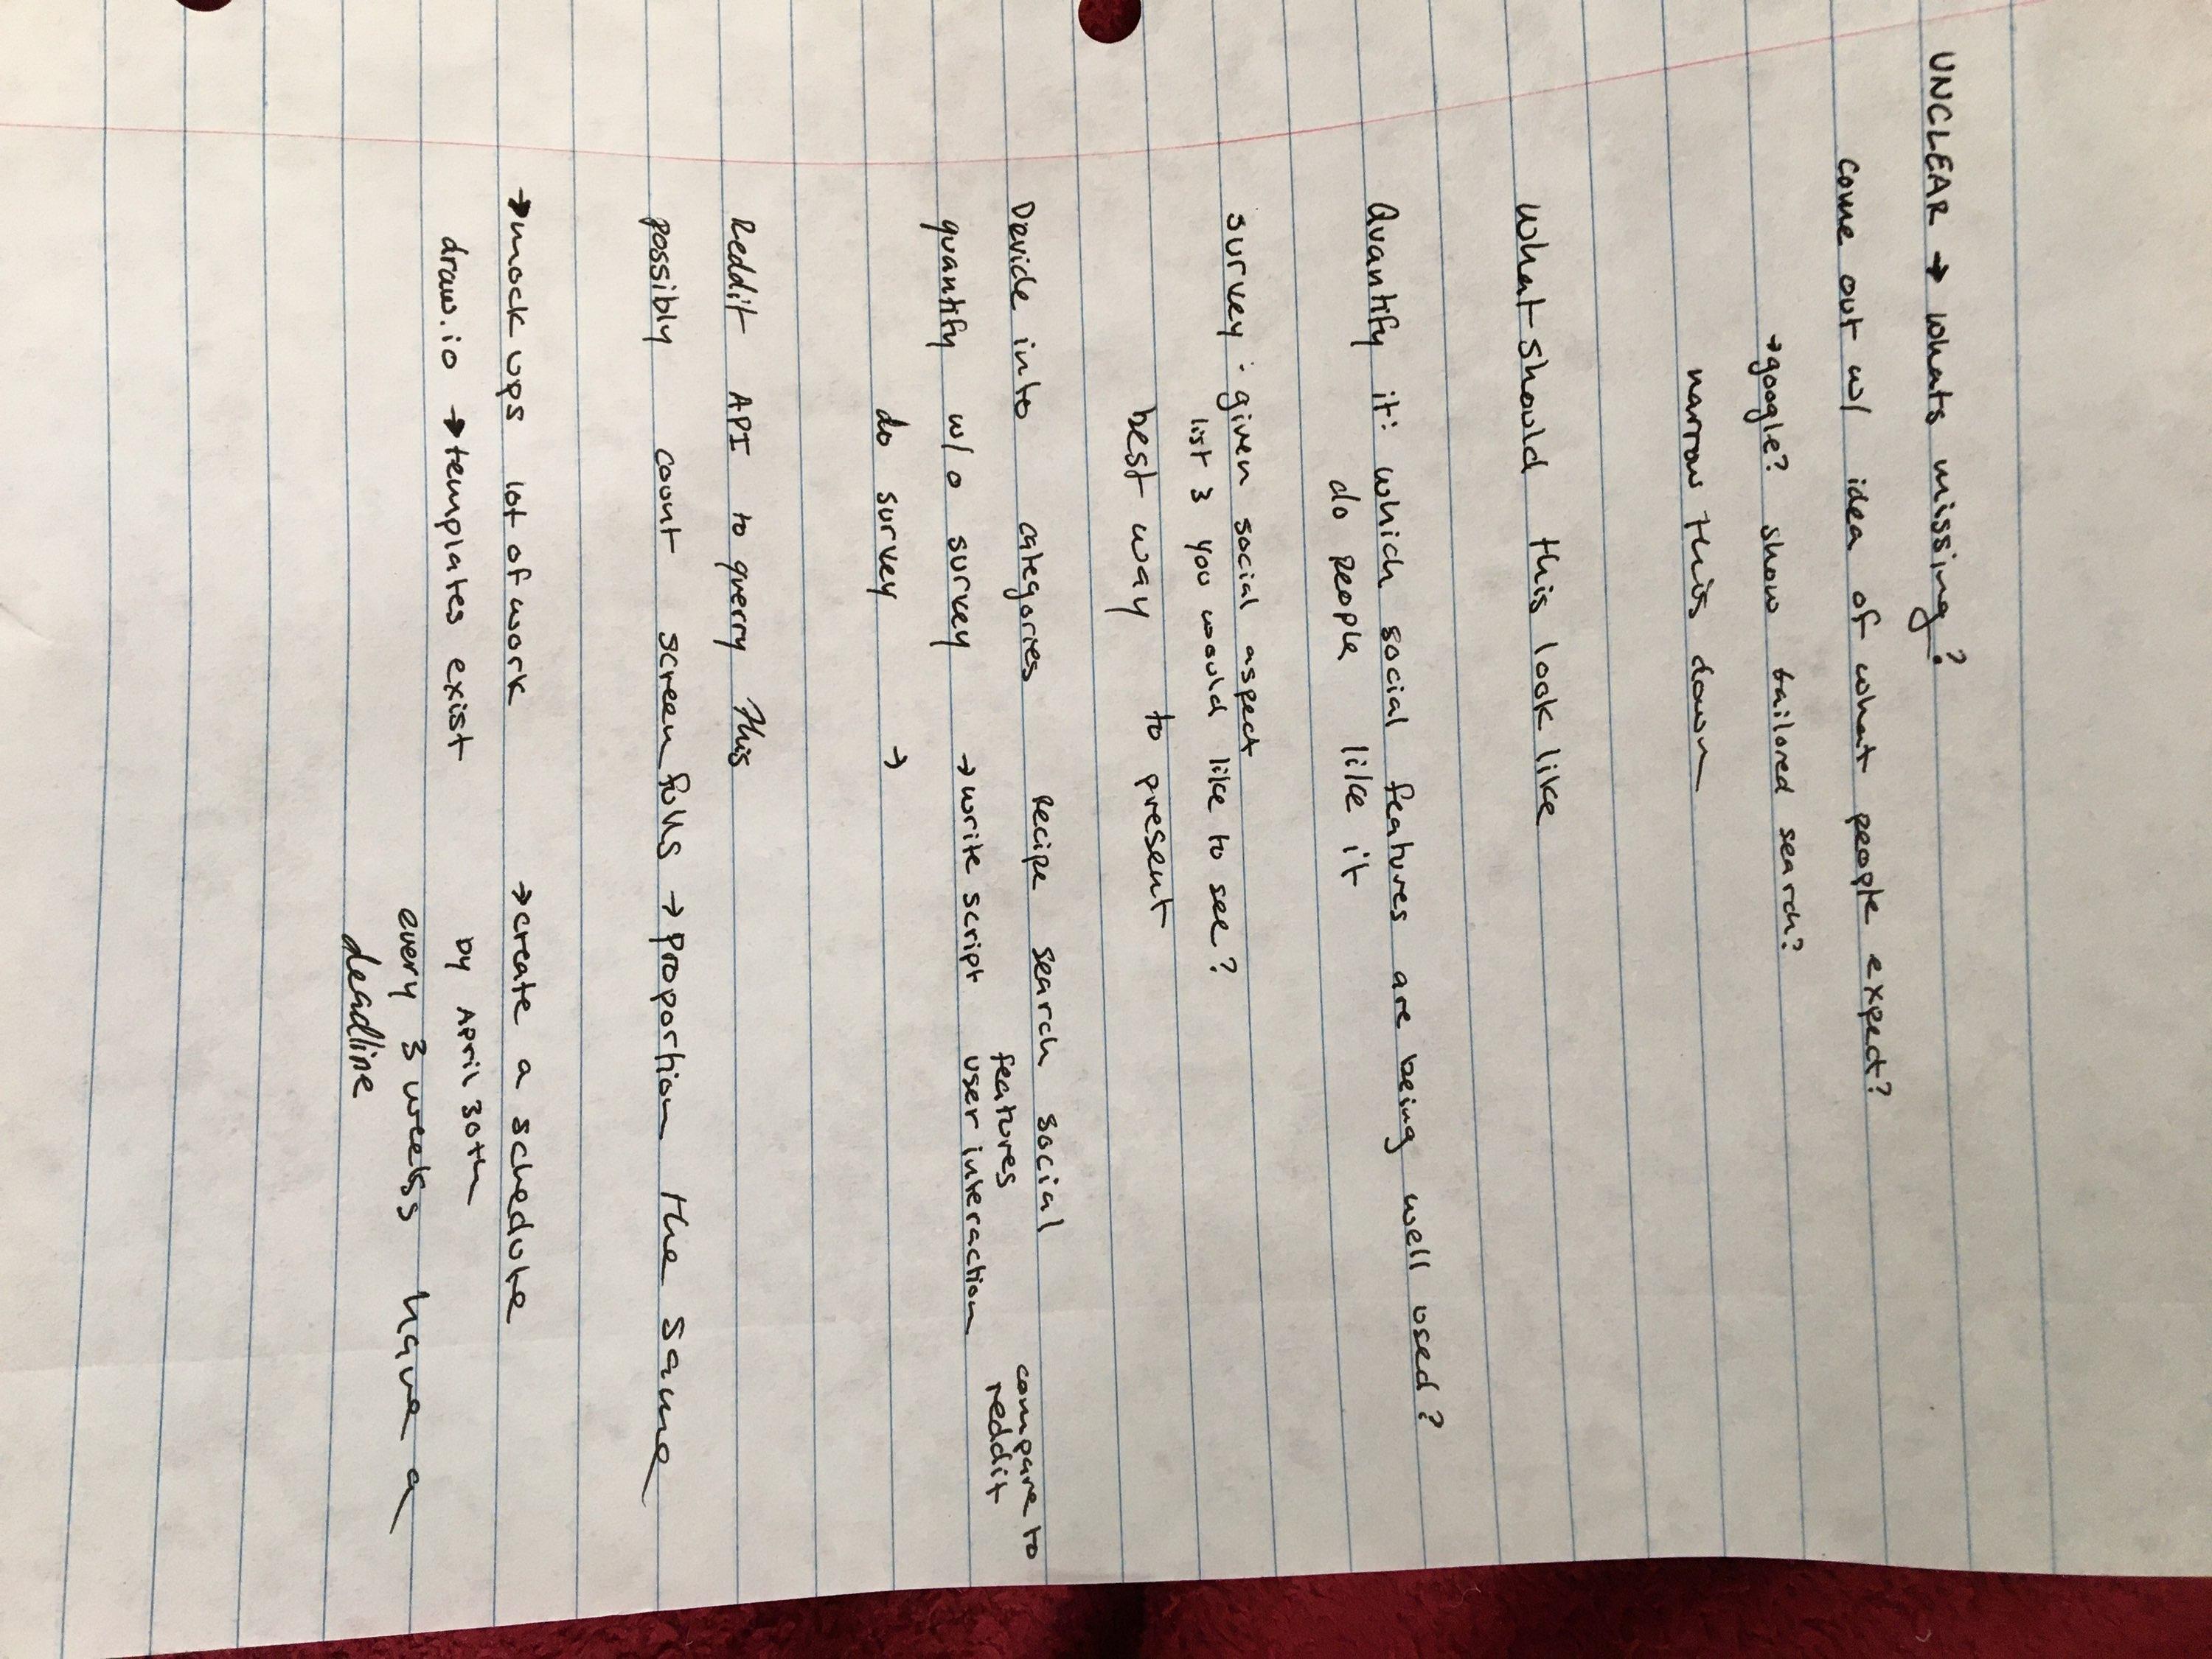 UNCLEAR → whats missing?
come out w/ idea of what people expect?
→google? show tailored search?
narrow this down
What should this look like
Quantify it: which social features are being well used?
do people like it
survey: given social aspect
list 3 you would like to see?
best way to present
Devide into categories Recipe search social
features compare to
reddit
quantify w/o survey →write script user interaction
do survey →
Reddit API to querry this
possibly count screen fulls → proportion the same
→mock ups lot of work →create a schedule
by April 30th
draw.io →templates exist
every 3 weeks have a
deadline